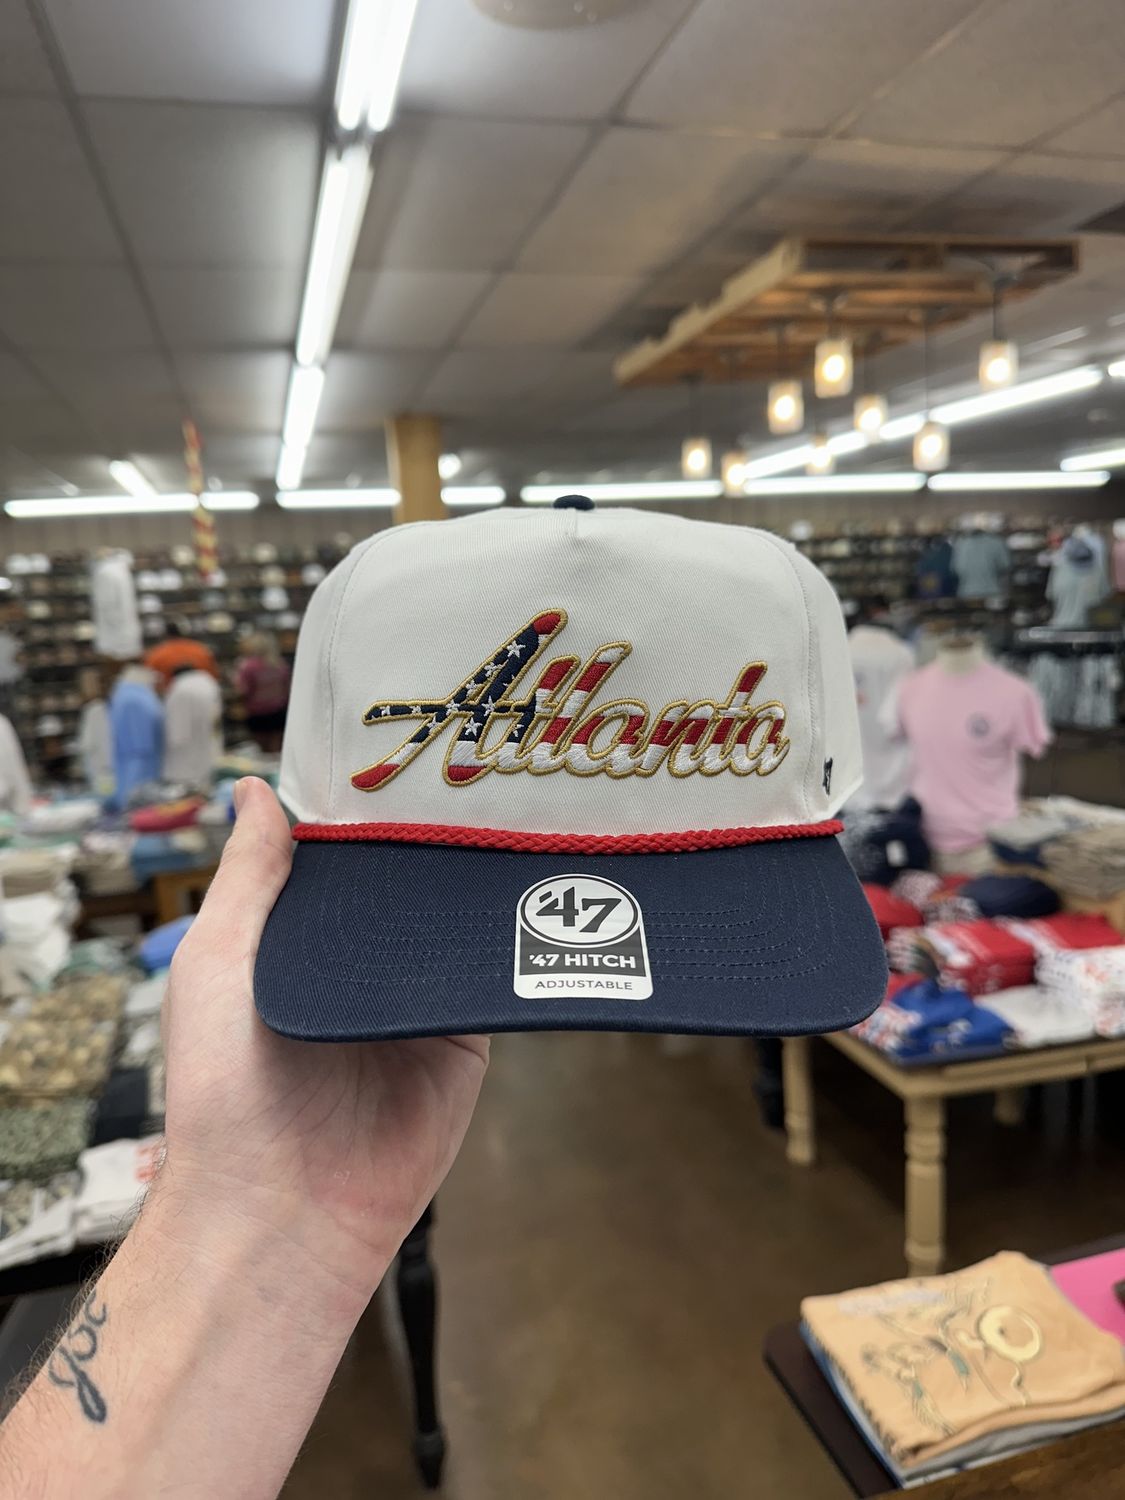 Atlanta
'47
'47 HITCH
ADJUSTABLE